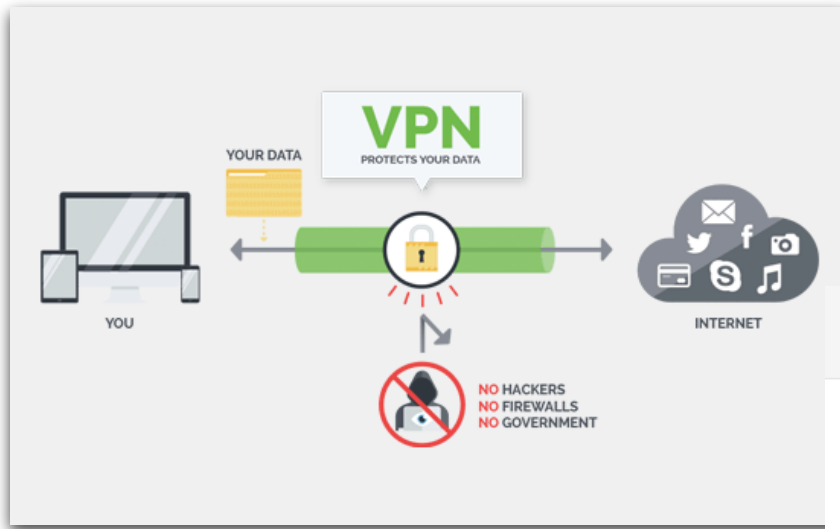 VPN
PROTECTS YOUR DATA
YOUR DATA
YOU
INTERNET
NO HACKERS
NO FIREWALLS
NO GOVERNMENT